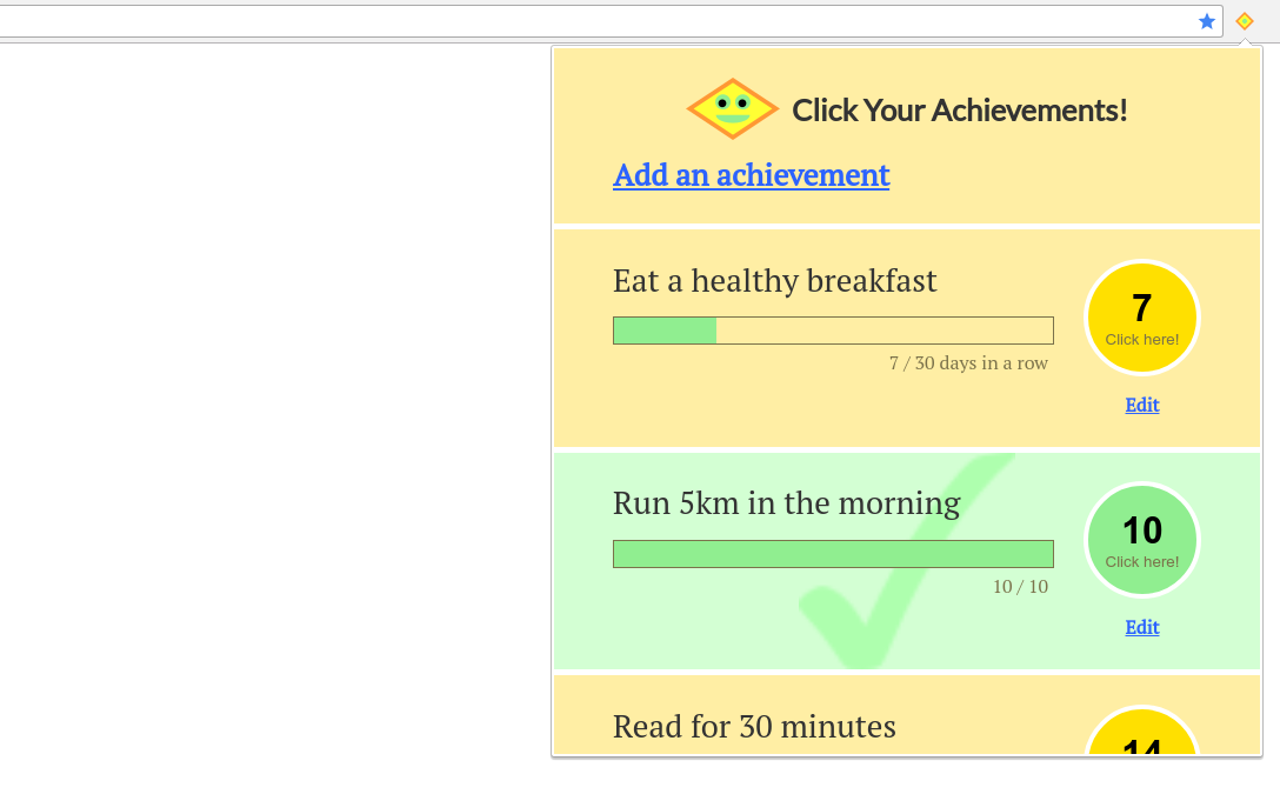 Click Your Achievements!
Add an achievement
Eat a healthy breakfast
7
Click here!
7 / 30 days in a row
Edit
Run 5km in the morning
10
Click here!
10 / 10
Edit
Read for 30 minutes
14